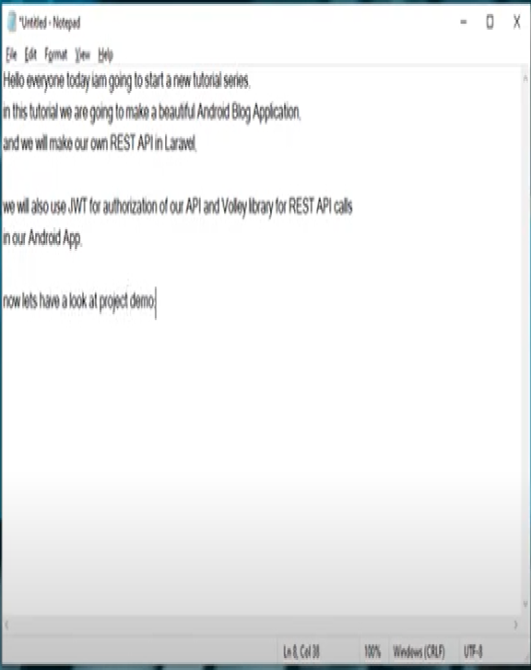 *Untitled - Notepad
File Edit Format View Help
Hello everyone today iam going to start a new tutorial series.
in this tutorial we are going to make a beautiful Android Blog Application,
and we will make our own REST API in Laravel,
we will also use JWT for authorization of our API and Volley library for REST API calls
in our Android App,
now lets have a look at project demo
Ln 8, Col 38 100% Windows (CRLF) UTF-8